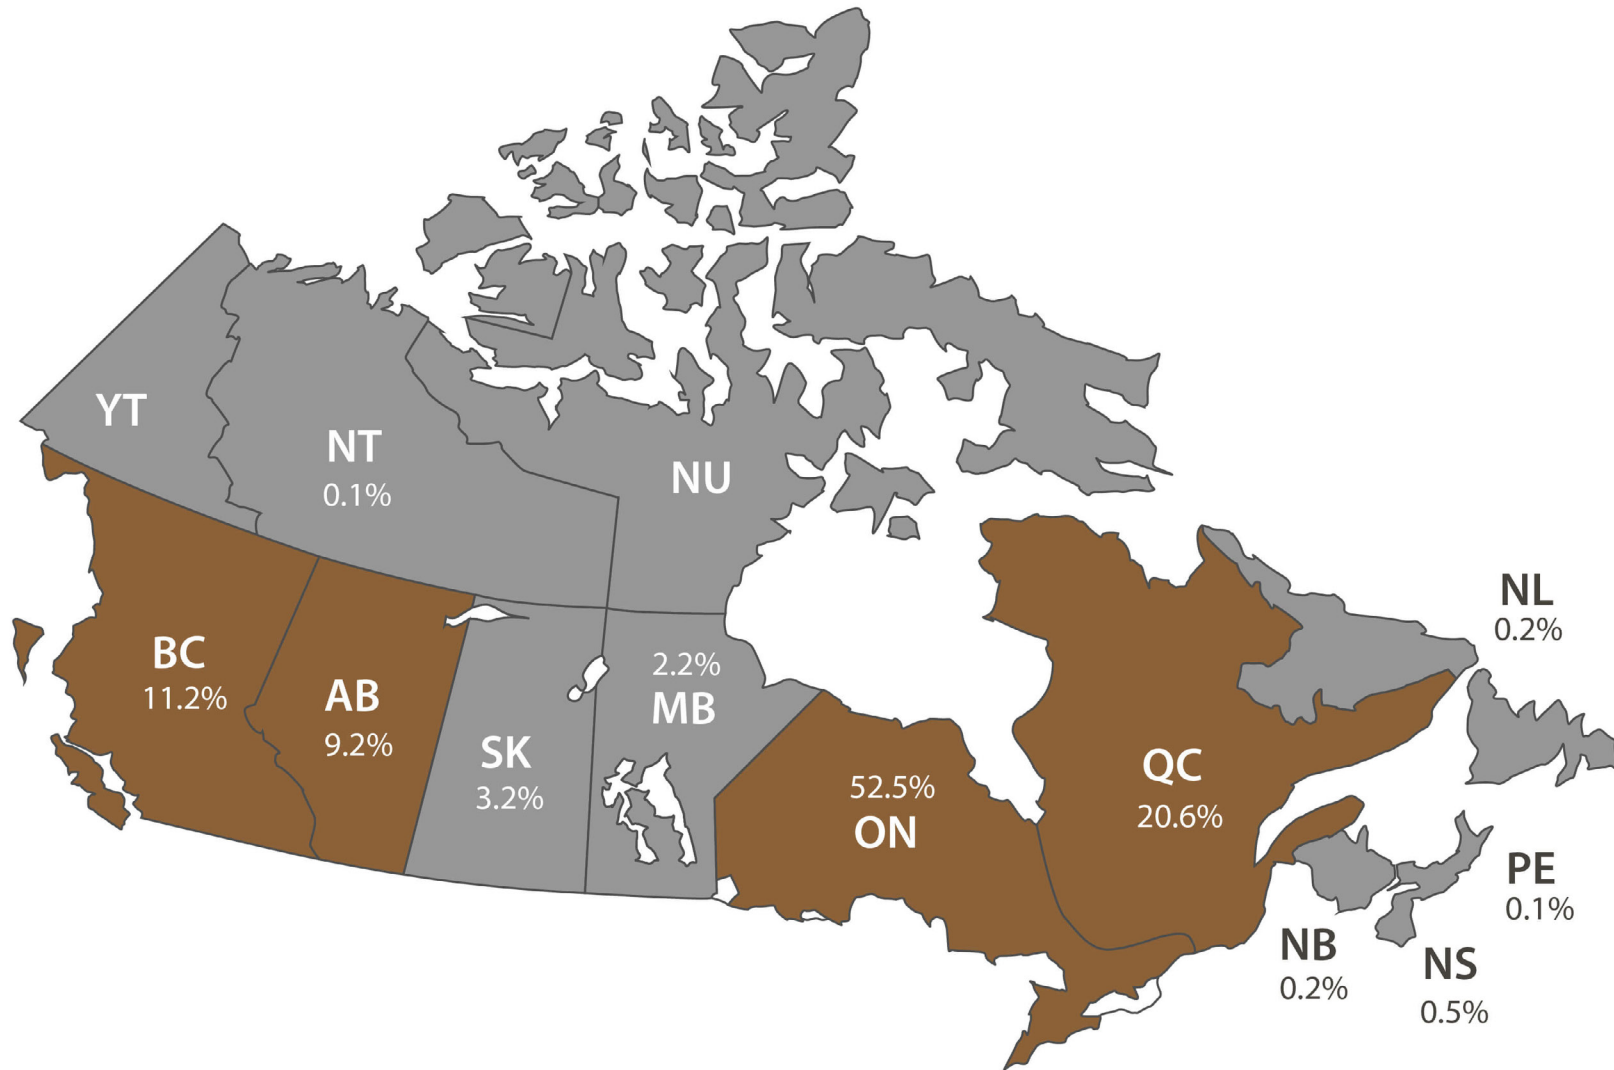 YT
NT
0.1%
NU
BC
11.2%
AB
9.2%
SK
3.2%
2.2%
MB
52.5%
ON
QC
20.6%
NL
0.2%
PE
0.1%
NB
0.2%
NS
0.5%